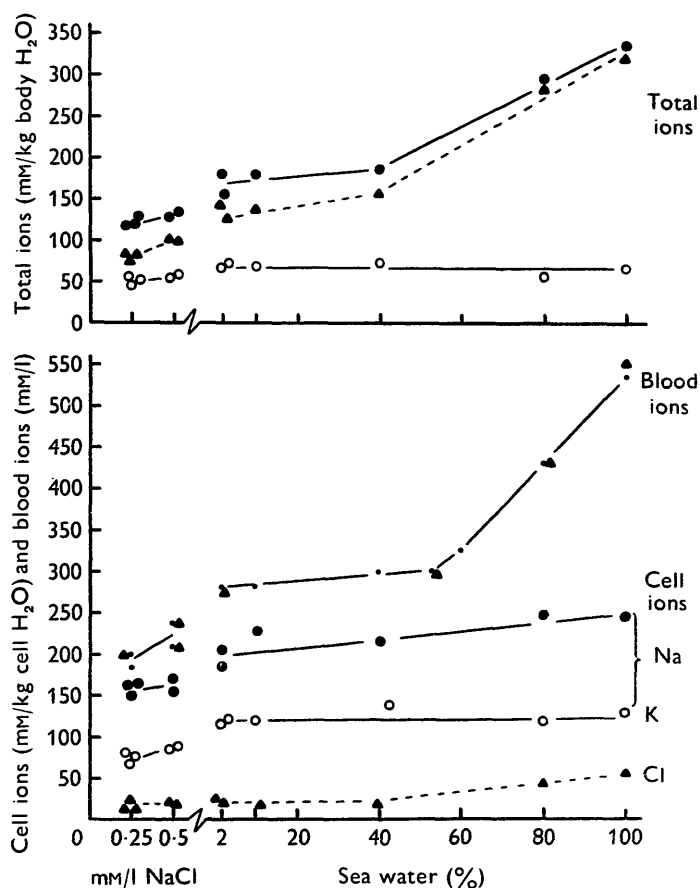 Total ions (mM/kg body H₂O)
350
300
250
200
150
100
50
0
Total
ions
Cell ions (mM/kg cell H₂O) and blood ions (mM/l)
550
500
450
400
350
300
250
200
150
100
50
Blood
ions
Cell
ions
Na
K
Cl
0 0·25 0·5 2 20 40 60 80 100
mM/l NaCl Sea water (%)